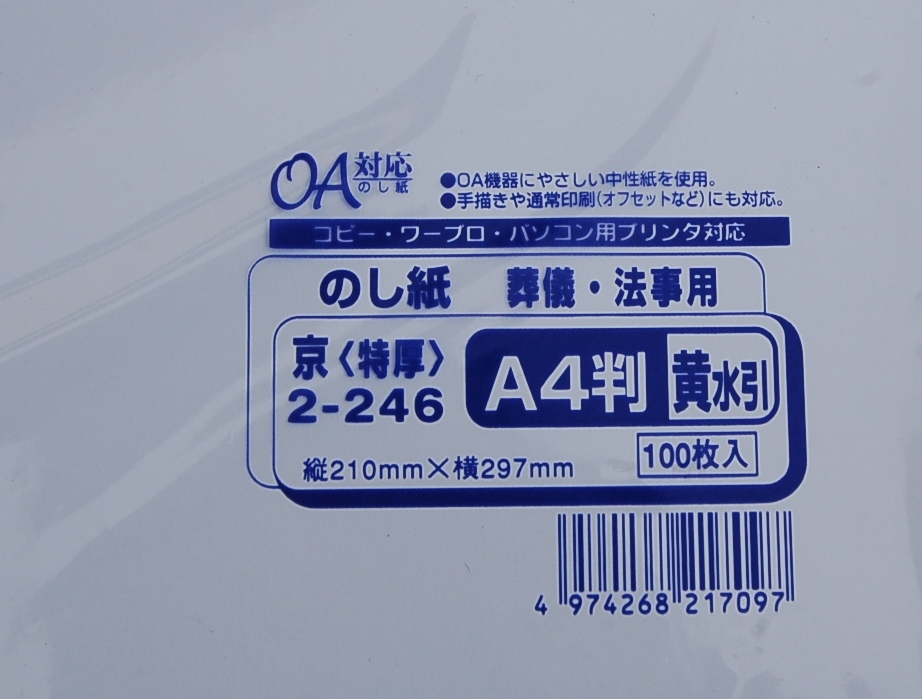 OA対応
のし紙
●OA機器にやさしい中性紙を使用。
●手描きや通常印刷(オフセットなど)にも対応。
コピー・ワープロ・パソコン用プリンタ対応
のし紙 葬儀・法事用
京〈特厚〉
2-246
A4判 黄水引
縦210mm×横297mm
100枚入
4 974268 217097